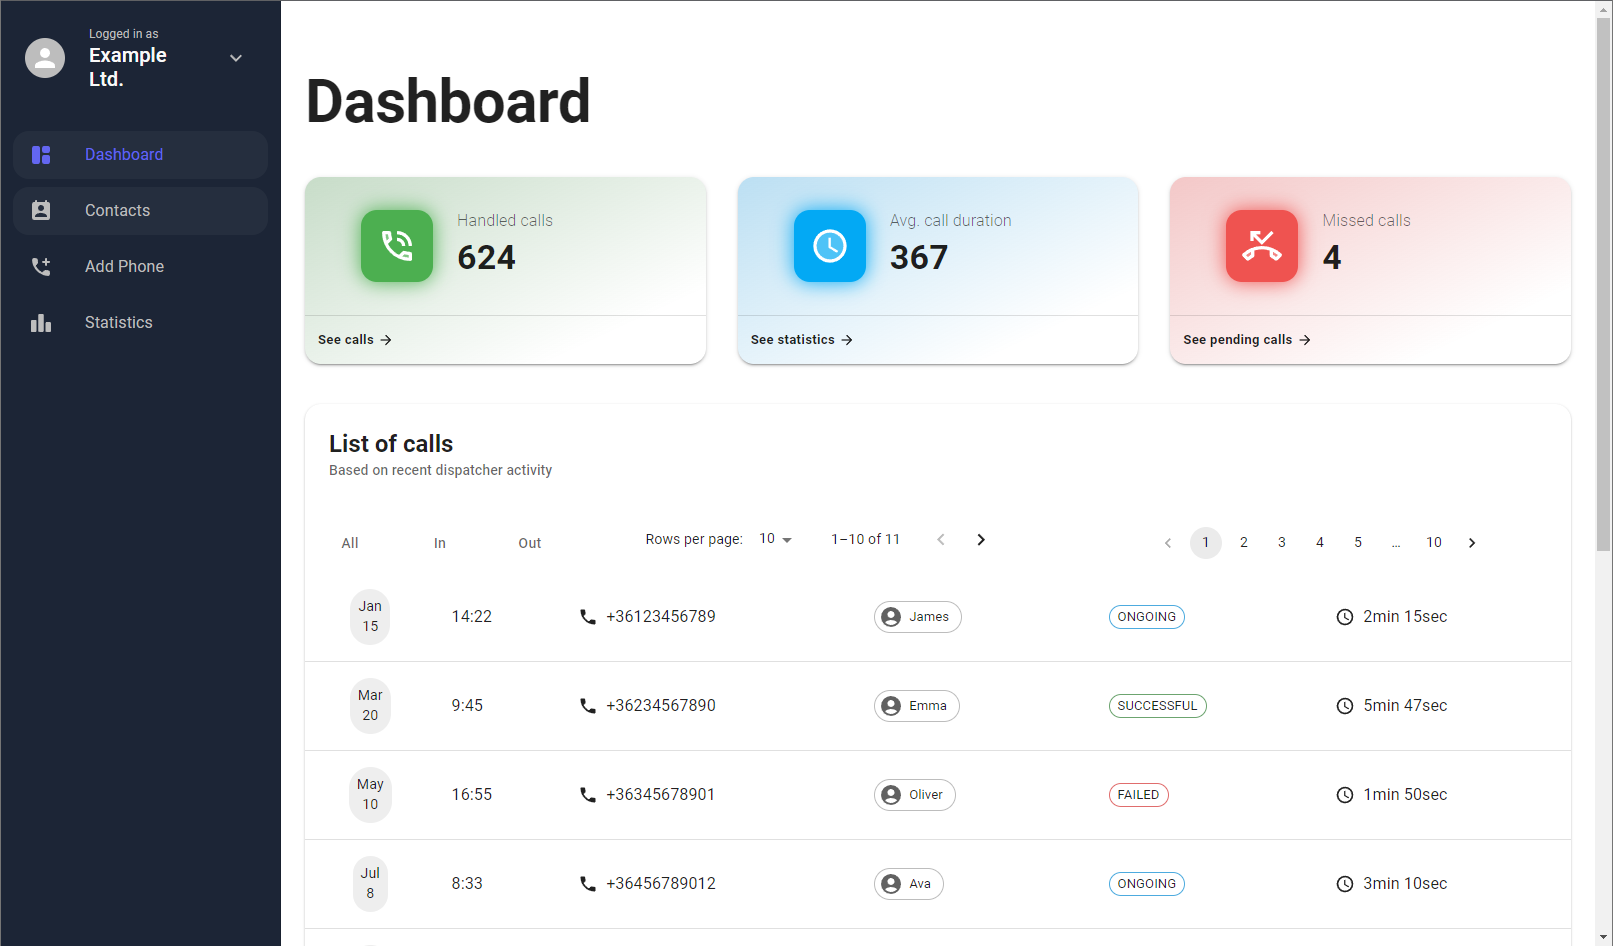 Logged in as
Example
Ltd.
Dashboard
Contacts
Add Phone
Statistics
Dashboard
Handled calls
624
See calls
Avg. call duration
367
See statistics
Missed calls
4
See pending calls
List of calls
Based on recent dispatcher activity
All In Out Rows per page: 10 1–10 of 11 1 2 3 4 5 ... 10
Jan
15
14:22 +36123456789 James ONGOING 2min 15sec
Mar
20
9:45 +36234567890 Emma SUCCESSFUL 5min 47sec
May
10
16:55 +36345678901 Oliver FAILED 1min 50sec
Jul
8
8:33 +36456789012 Ava ONGOING 3min 10sec